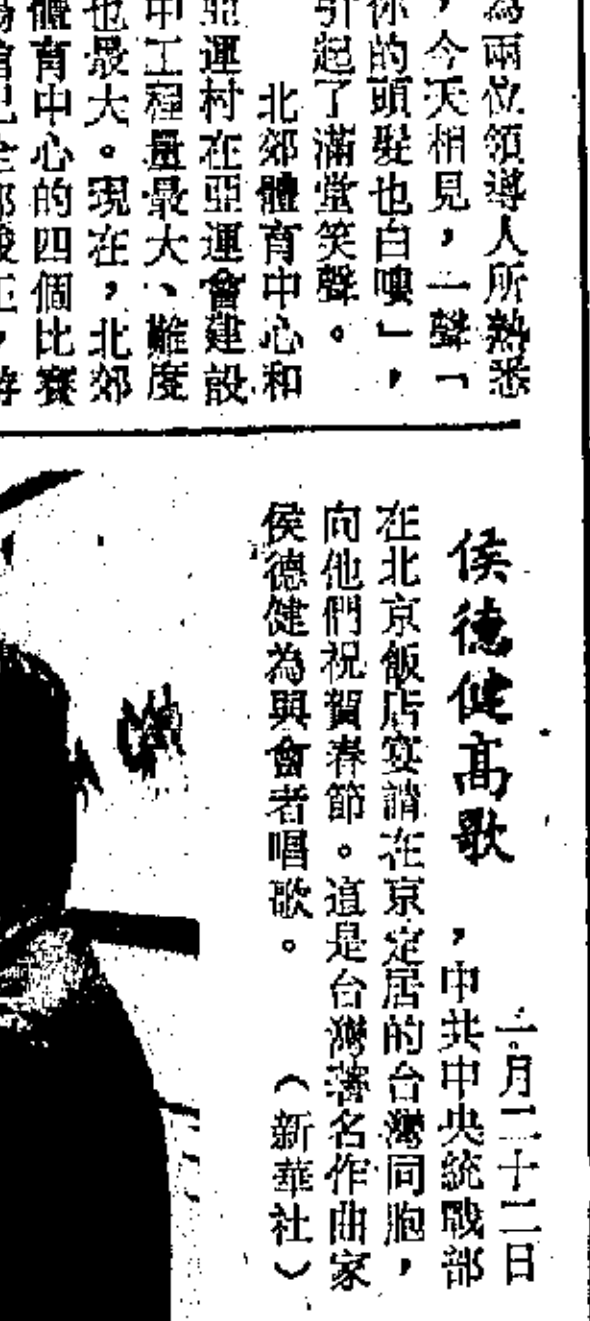 為兩位領導人所熟悉
，今天相見，一聲「
你的頭髮也白嘍」，
引起了滿堂笑聲。
北郊體育中心和
亞運村在亞運會建設
中工程量最大、難度
也最大。現在，北郊
體育中心的四個比賽
侯德健高歌
一月二十二日
，中共中央統戰部
在北京飯店宴請在京定居的台灣同胞，
向他們祝賀春節。這是台灣著名作曲家
侯德健為與會者唱歌。 （新華社）